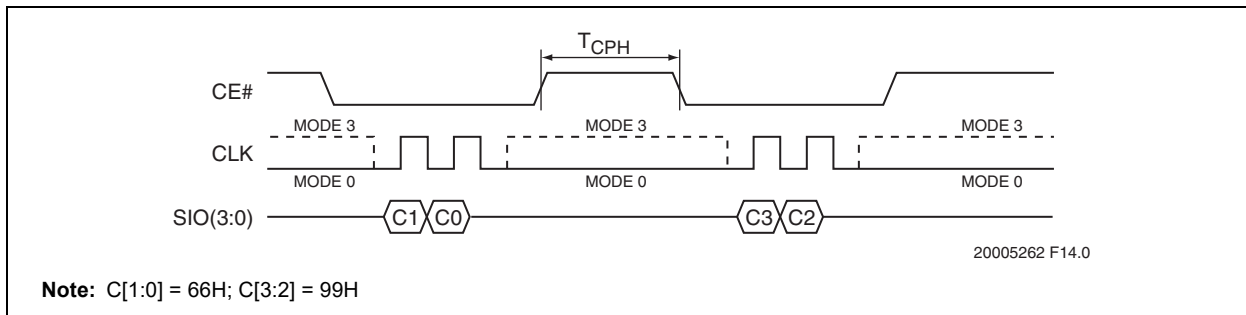 TCPH
CE#
MODE 3 MODE 3 MODE 3
CLK
MODE 0 MODE 0 MODE 0
SIO(3:0) C1 C0 C3 C2
20005262 F14.0
Note: C[1:0] = 66H; C[3:2] = 99H